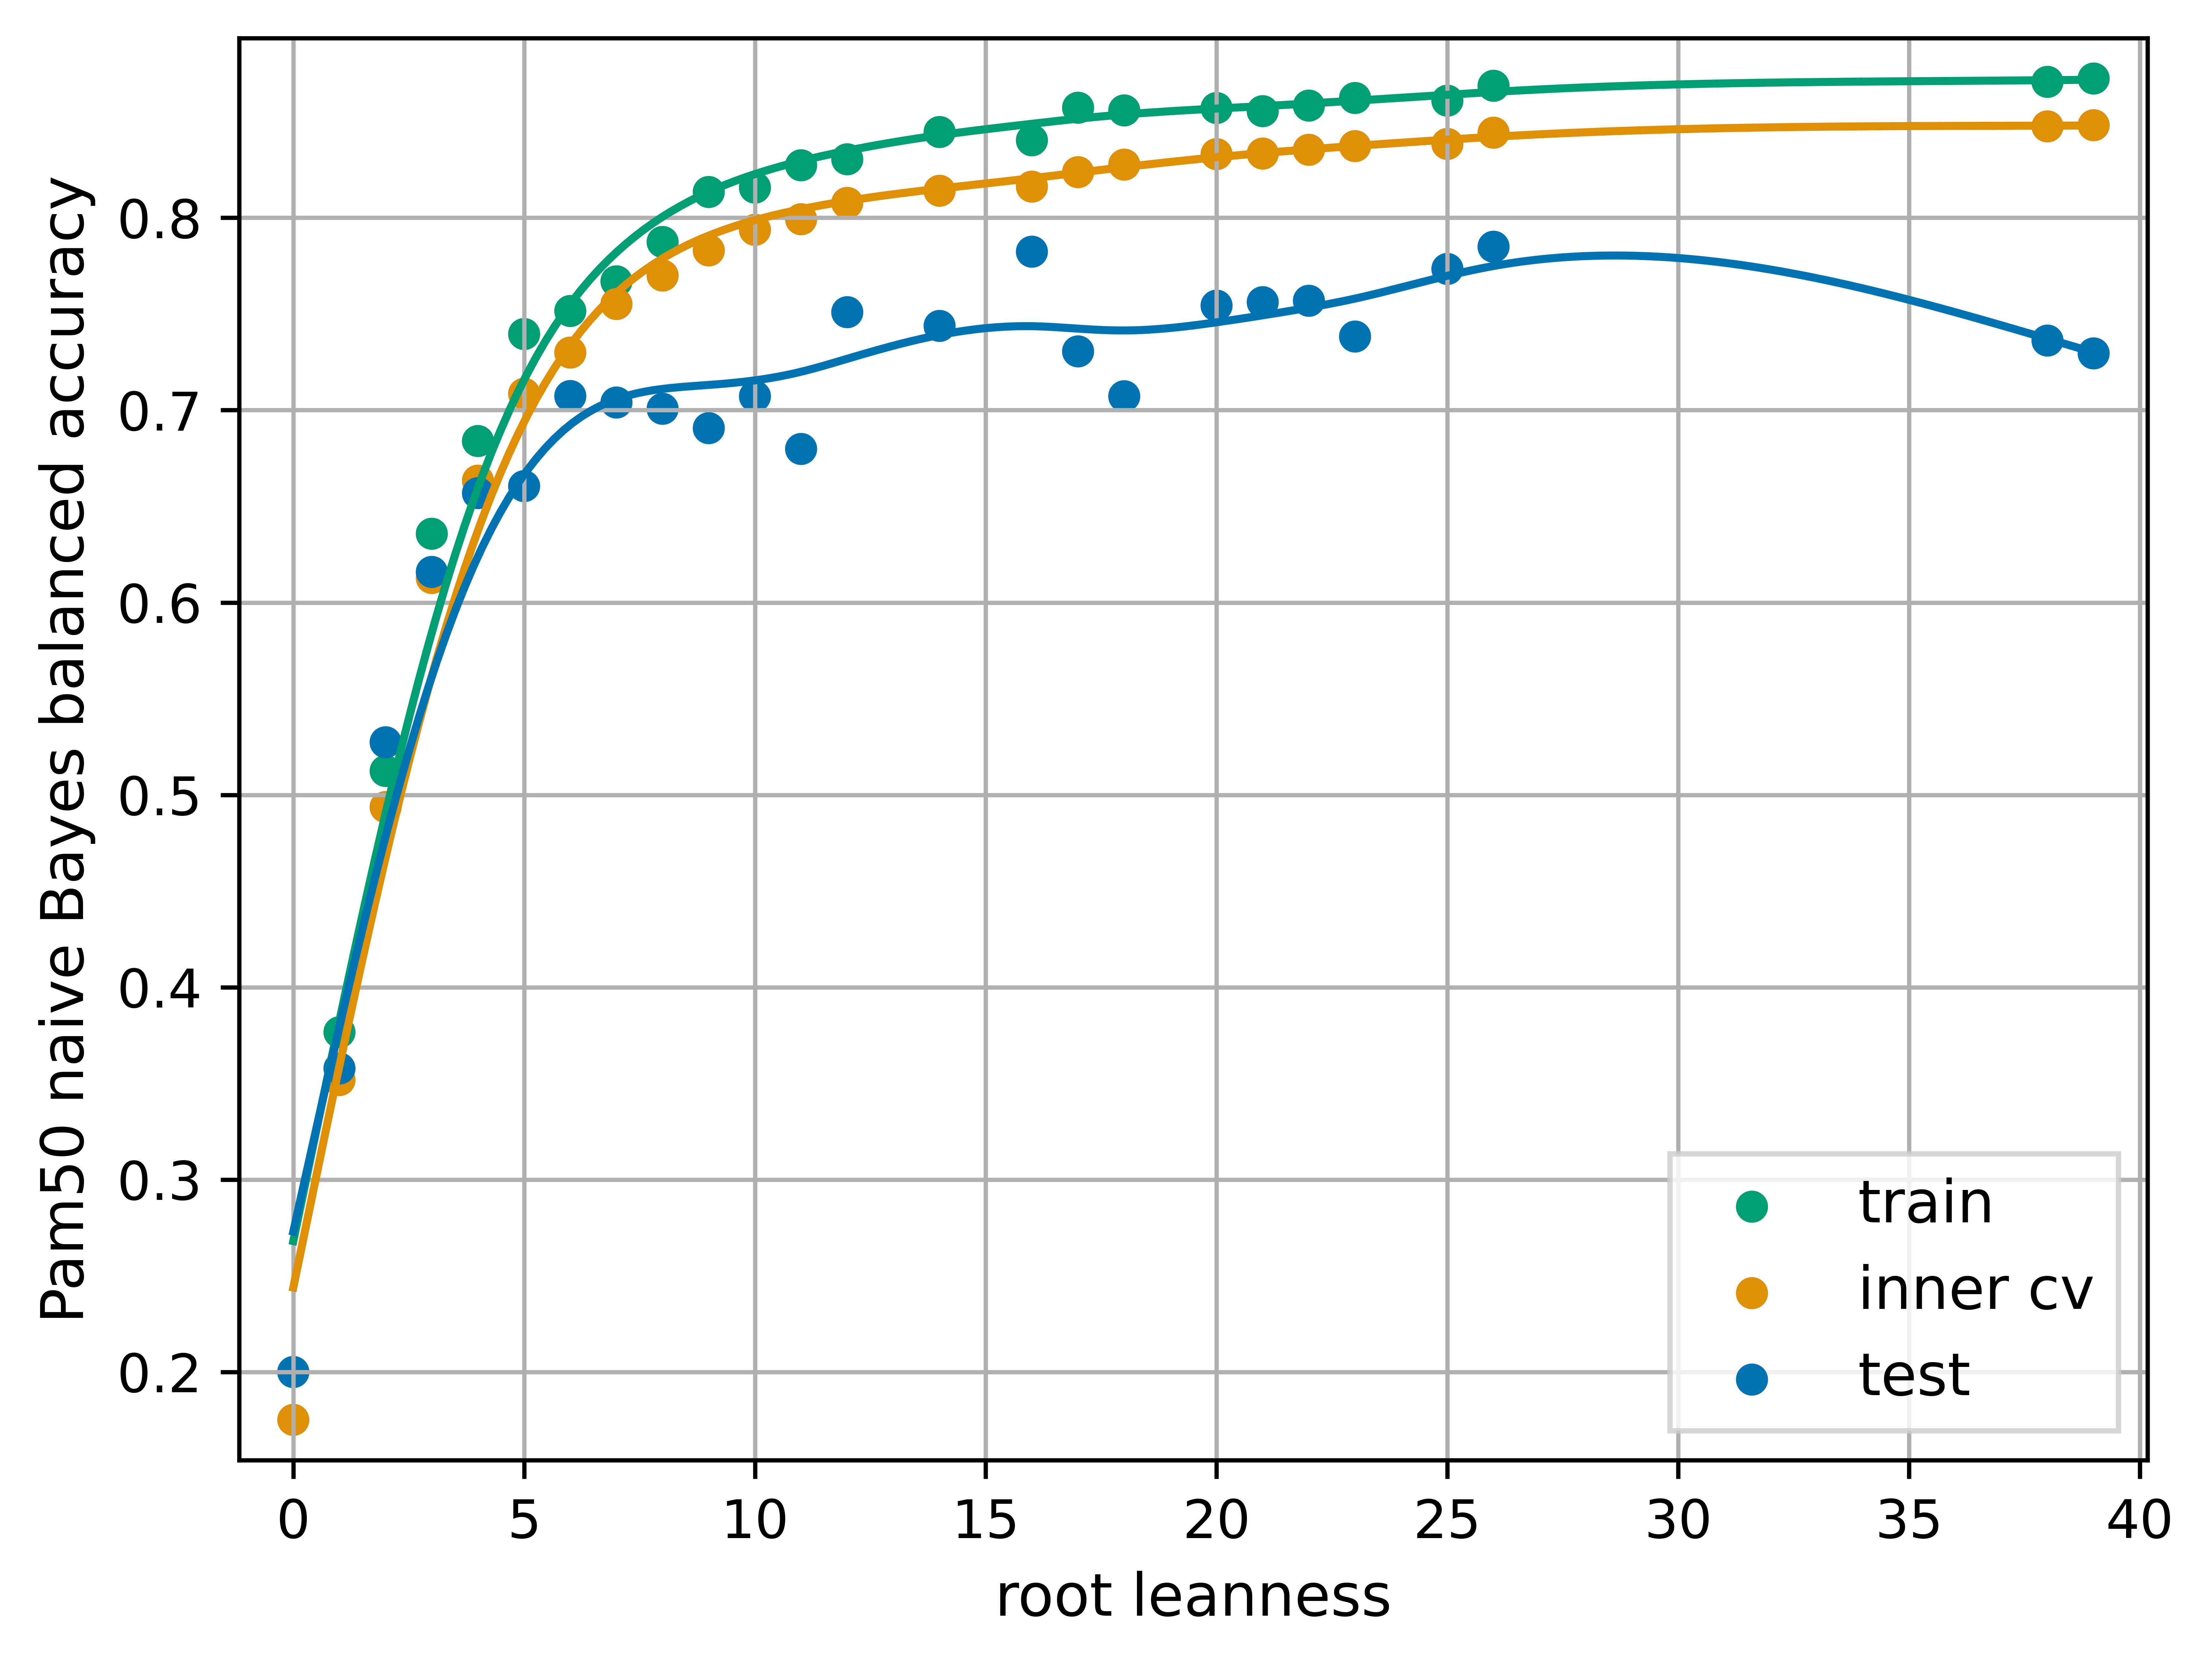 Pam50 naive Bayes balanced accuracy
0.8
0.7
0.6
0.5
0.4
0.3
0.2
0 5 10 15 20 25 30 35 40
root leanness
train
inner cv
test